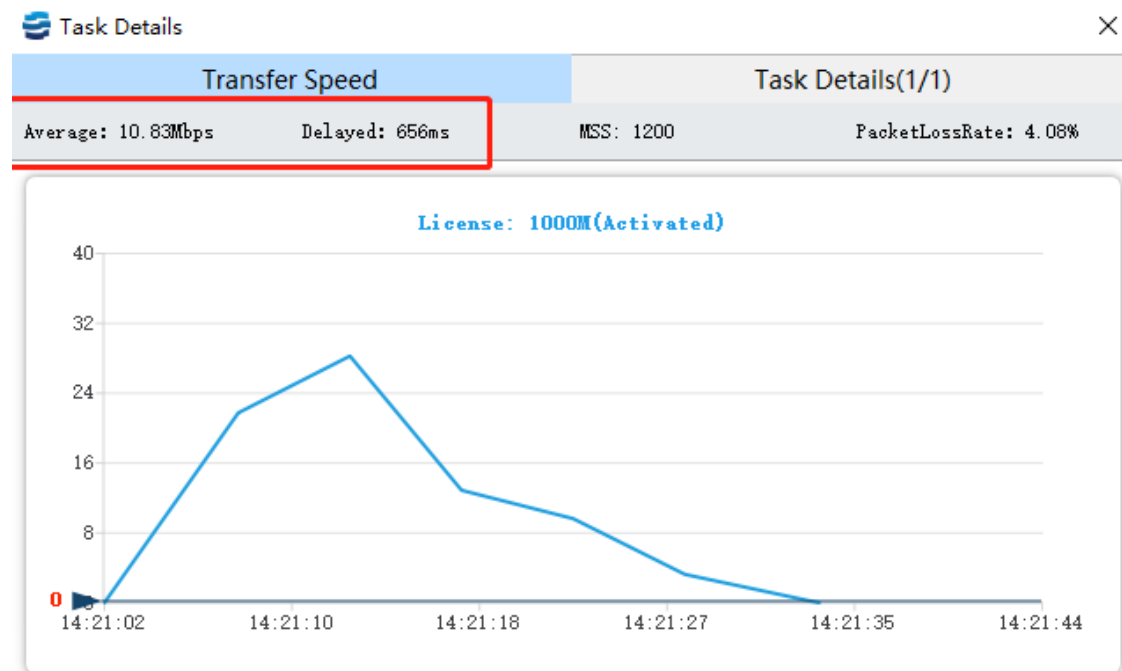 Task Details
Transfer Speed Task Details(1/1)
Average: 10.83Mbps Delayed: 656ms MSS: 1200 PacketLossRate: 4.08%
License: 1000M(Activated)
40
32
24
16
8
0
14:21:02 14:21:10 14:21:18 14:21:27 14:21:35 14:21:44